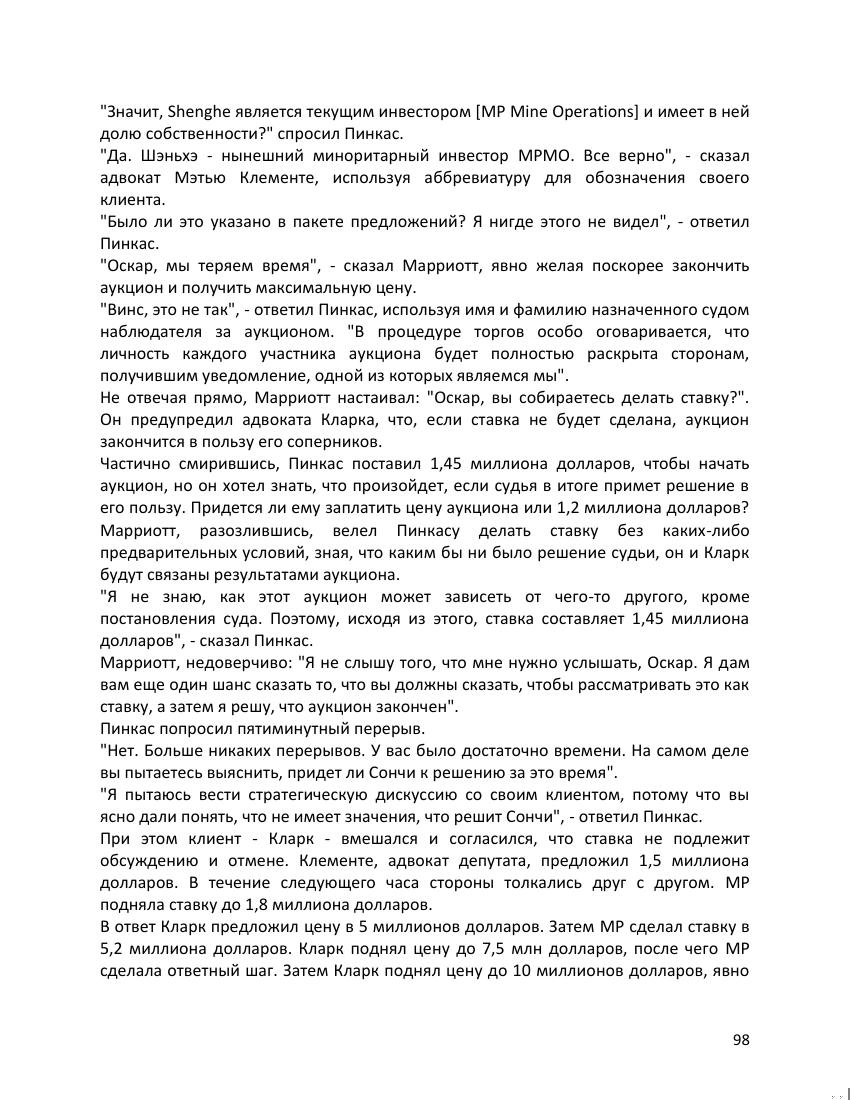 "Значит, Shenghe является текущим инвестором [MP Mine Operations] и имеет в ней
долю собственности?" спросил Пинкас.
"Да. Шэньхэ - нынешний миноритарный инвестор МРМО. Все верно", - сказал
адвокат Мэтью Клементе, используя аббревиатуру для обозначения своего
клиента.
"Было ли это указано в пакете предложений? Я нигде этого не видел", - ответил
Пинкас.
"Оскар, мы теряем время", - сказал Марриотт, явно желая поскорее закончить
аукцион и получить максимальную цену.
"Винс, это не так", - ответил Пинкас, используя имя и фамилию назначенного судом
наблюдателя за аукционом. "В процедуре торгов особо оговаривается, что
личность каждого участника аукциона будет полностью раскрыта сторонам,
получившим уведомление, одной из которых являемся мы".
Не отвечая прямо, Марриотт настаивал: "Оскар, вы собираетесь делать ставку?".
Он предупредил адвоката Кларка, что, если ставка не будет сделана, аукцион
закончится в пользу его соперников.
Частично смирившись, Пинкас поставил 1,45 миллиона долларов, чтобы начать
аукцион, но он хотел знать, что произойдет, если судья в итоге примет решение в
его пользу. Придется ли ему заплатить цену аукциона или 1,2 миллиона долларов?
Марриотт, разозлившись, велел Пинкасу делать ставку без каких-либо
предварительных условий, зная, что каким бы ни было решение судьи, он и Кларк
будут связаны результатами аукциона.
"Я не знаю, как этот аукцион может зависеть от чего-то другого, кроме
постановления суда. Поэтому, исходя из этого, ставка составляет 1,45 миллиона
долларов", - сказал Пинкас.
Марриотт, недоверчиво: "Я не слышу того, что мне нужно услышать, Оскар. Я дам
вам еще один шанс сказать то, что вы должны сказать, чтобы рассматривать это как
ставку, а затем я решу, что аукцион закончен".
Пинкас попросил пятиминутный перерыв.
"Нет. Больше никаких перерывов. У вас было достаточно времени. На самом деле
вы пытаетесь выяснить, придет ли Сончи к решению за это время".
"Я пытаюсь вести стратегическую дискуссию со своим клиентом, потому что вы
ясно дали понять, что не имеет значения, что решит Сончи", - ответил Пинкас.
При этом клиент - Кларк - вмешался и согласился, что ставка не подлежит
обсуждению и отмене. Клементе, адвокат депутата, предложил 1,5 миллиона
долларов. В течение следующего часа стороны толкались друг с другом. МР
подняла ставку до 1,8 миллиона долларов.
В ответ Кларк предложил цену в 5 миллионов долларов. Затем МР сделал ставку в
5,2 миллиона долларов. Кларк поднял цену до 7,5 млн долларов, после чего МР
сделала ответный шаг. Затем Кларк поднял цену до 10 миллионов долларов, явно
98